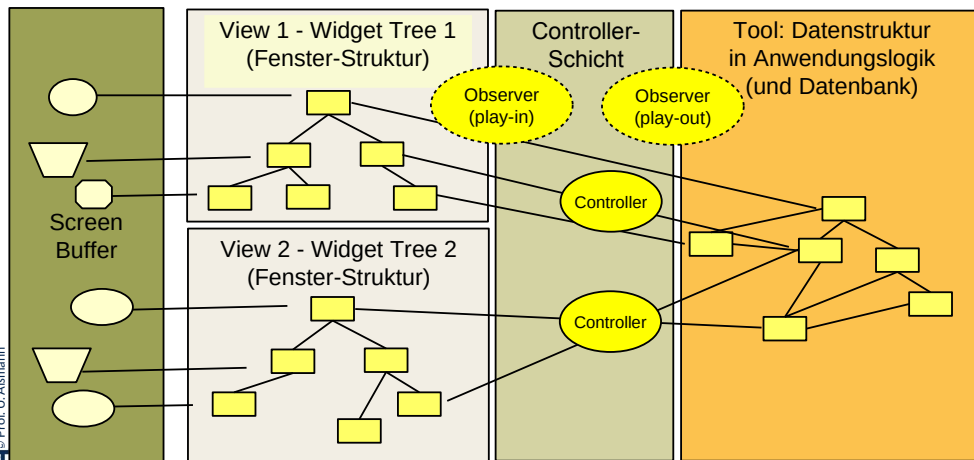 View 1 - Widget Tree 1
(Fenster-Struktur)
Controller-
Schicht
Tool: Datenstruktur
in Anwendungslogik
(und Datenbank)
Observer
(play-in)
Observer
(play-out)
Controller
Screen
Buffer
View 2 - Widget Tree 2
(Fenster-Struktur)
Controller
© Prof. U. Aßmann